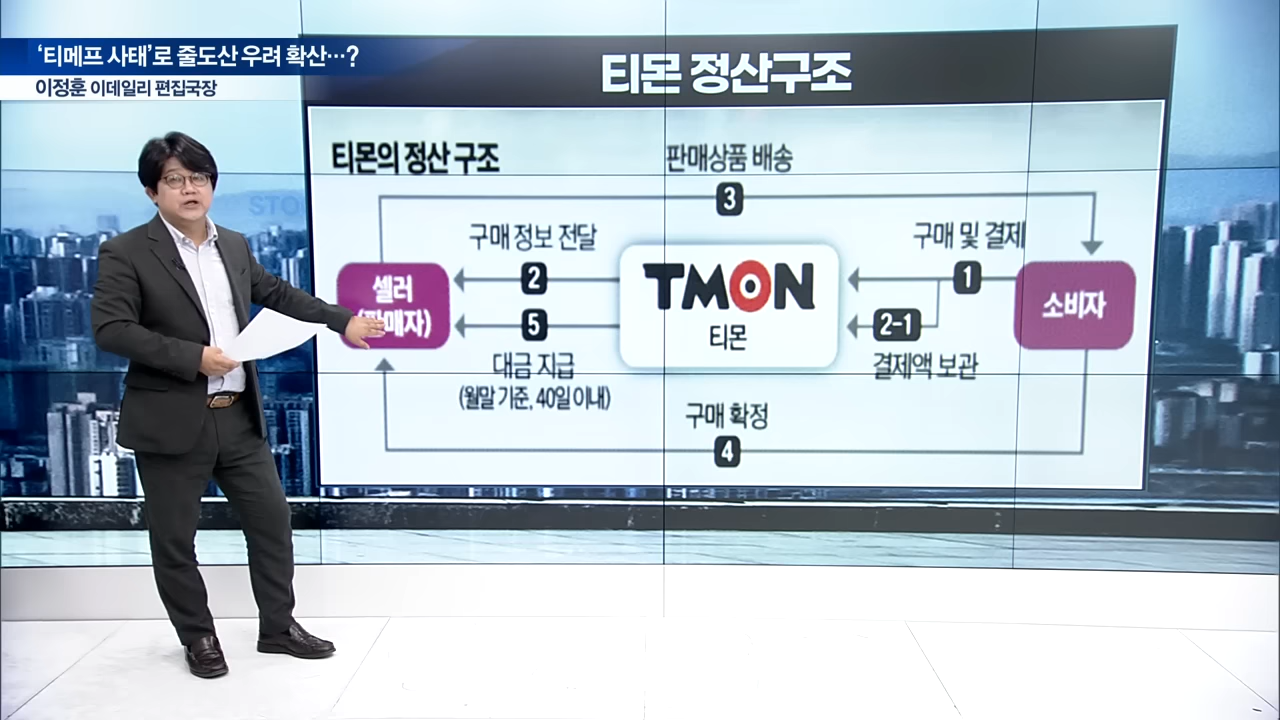 '티메프 사태'로 줄도산 우려 확산…?
이정훈 이데일리 편집국장
티몬 정산구조
티몬의 정산 구조
판매상품 배송
3
구매 정보 전달
구매 및 결제
2
1
셀러
(판매자)
TMON
티몬
소비자
5
2-1
대금 지급
(월말 기준, 40일 이내)
결제액 보관
구매 확정
4